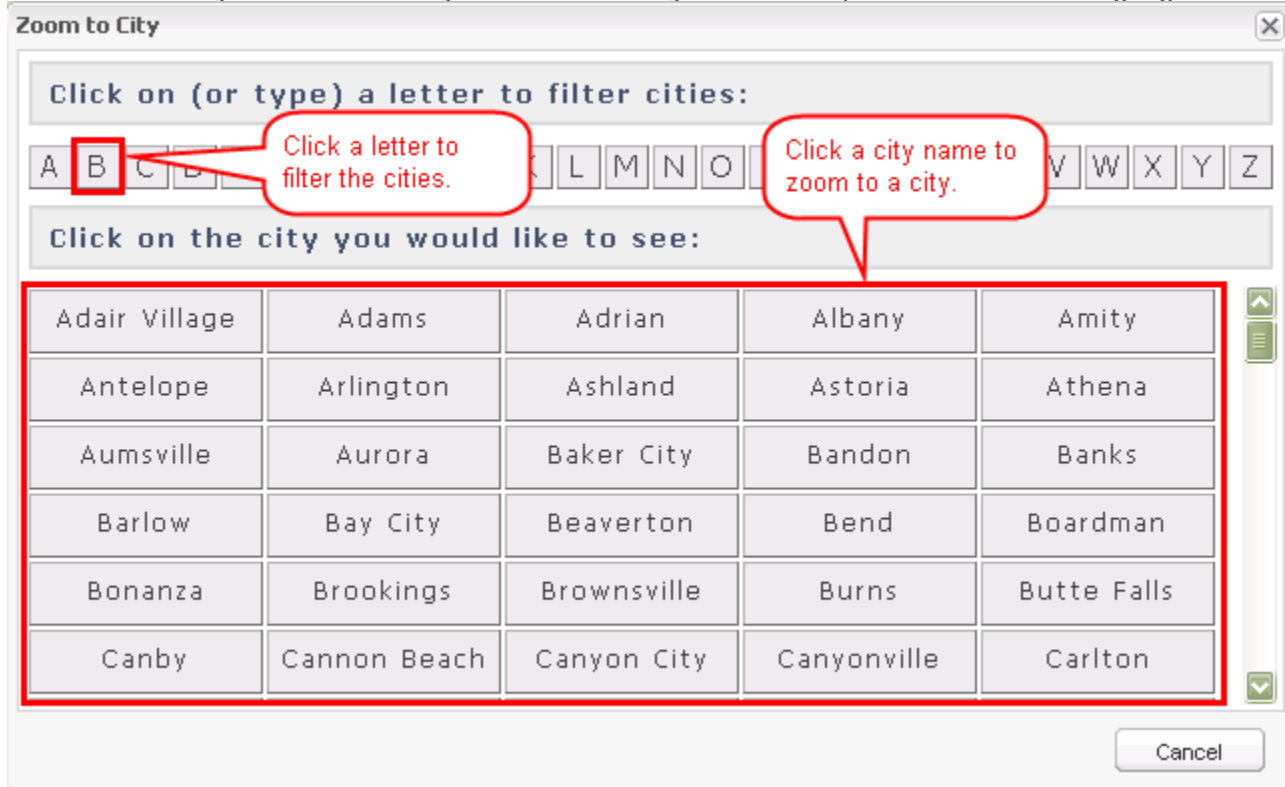 Zoom to City
Click on (or type) a letter to filter cities:
A B C D L M N O V W X Y Z
Click a letter to
filter the cities.
Click a city name to
zoom to a city.
Click on the city you would like to see:
Adair Village Adams Adrian Albany Amity
Antelope Arlington Ashland Astoria Athena
Aumsville Aurora Baker City Bandon Banks
Barlow Bay City Beaverton Bend Boardman
Bonanza Brookings Brownsville Burns Butte Falls
Canby Cannon Beach Canyon City Canyonville Carlton
Cancel